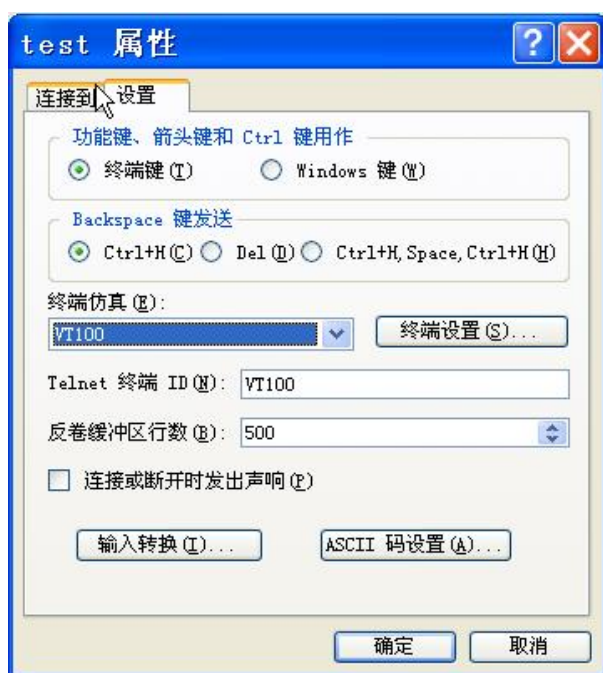 test 属性
连接到 设置
功能键、箭头键和 Ctrl 键用作
终端键(T) Windows 键(W)
Backspace 键发送
Ctrl+H(C) Del(D) Ctrl+H,Space,Ctrl+H(H)
终端仿真(E):
VT100 终端设置(S)...
Telnet 终端 ID(N): VT100
反卷缓冲区行数(B): 500
连接或断开时发出声响(P)
输入转换(I)... ASCII 码设置(A)...
确定 取消